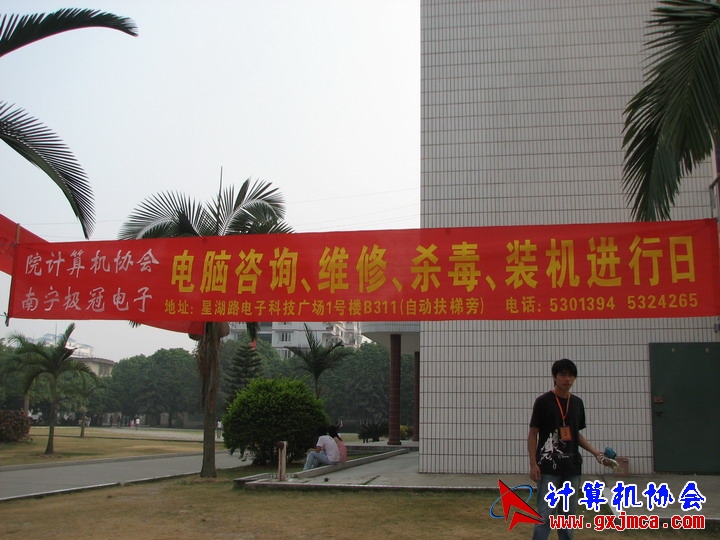 院计算机协会
南宁极冠电子
电脑咨询、维修、杀毒、装机进行日
地址：星湖路电子科技广场1号楼B311(自动扶梯旁) 电话：5301394 5324265
计算机协会
www.gxjmca.com